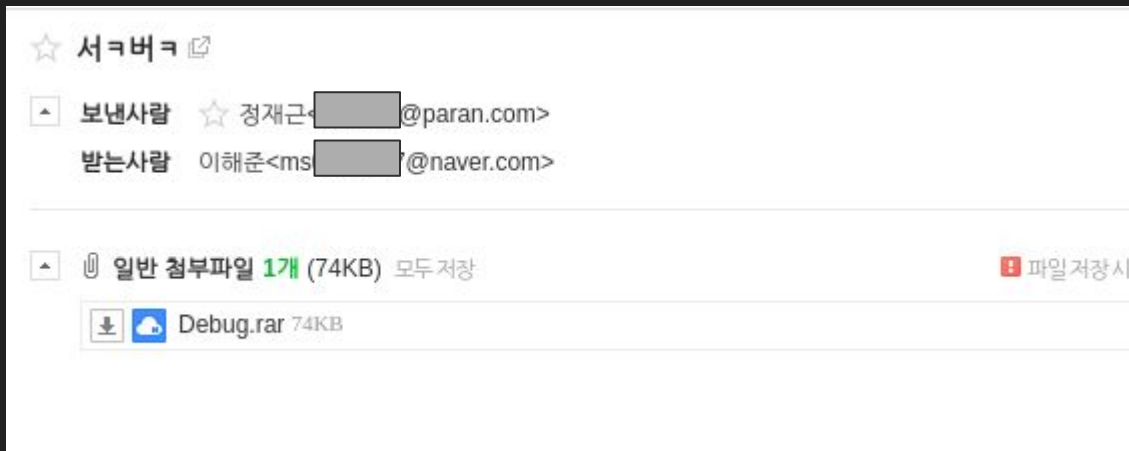 서ㅋ버ㅋ
보낸사람 정재근< @paran.com>
받는사람 이해준<ms 7@naver.com>
일반 첨부파일 1개 (74KB) 모두저장
파일 저장 시
Debug.rar 74KB